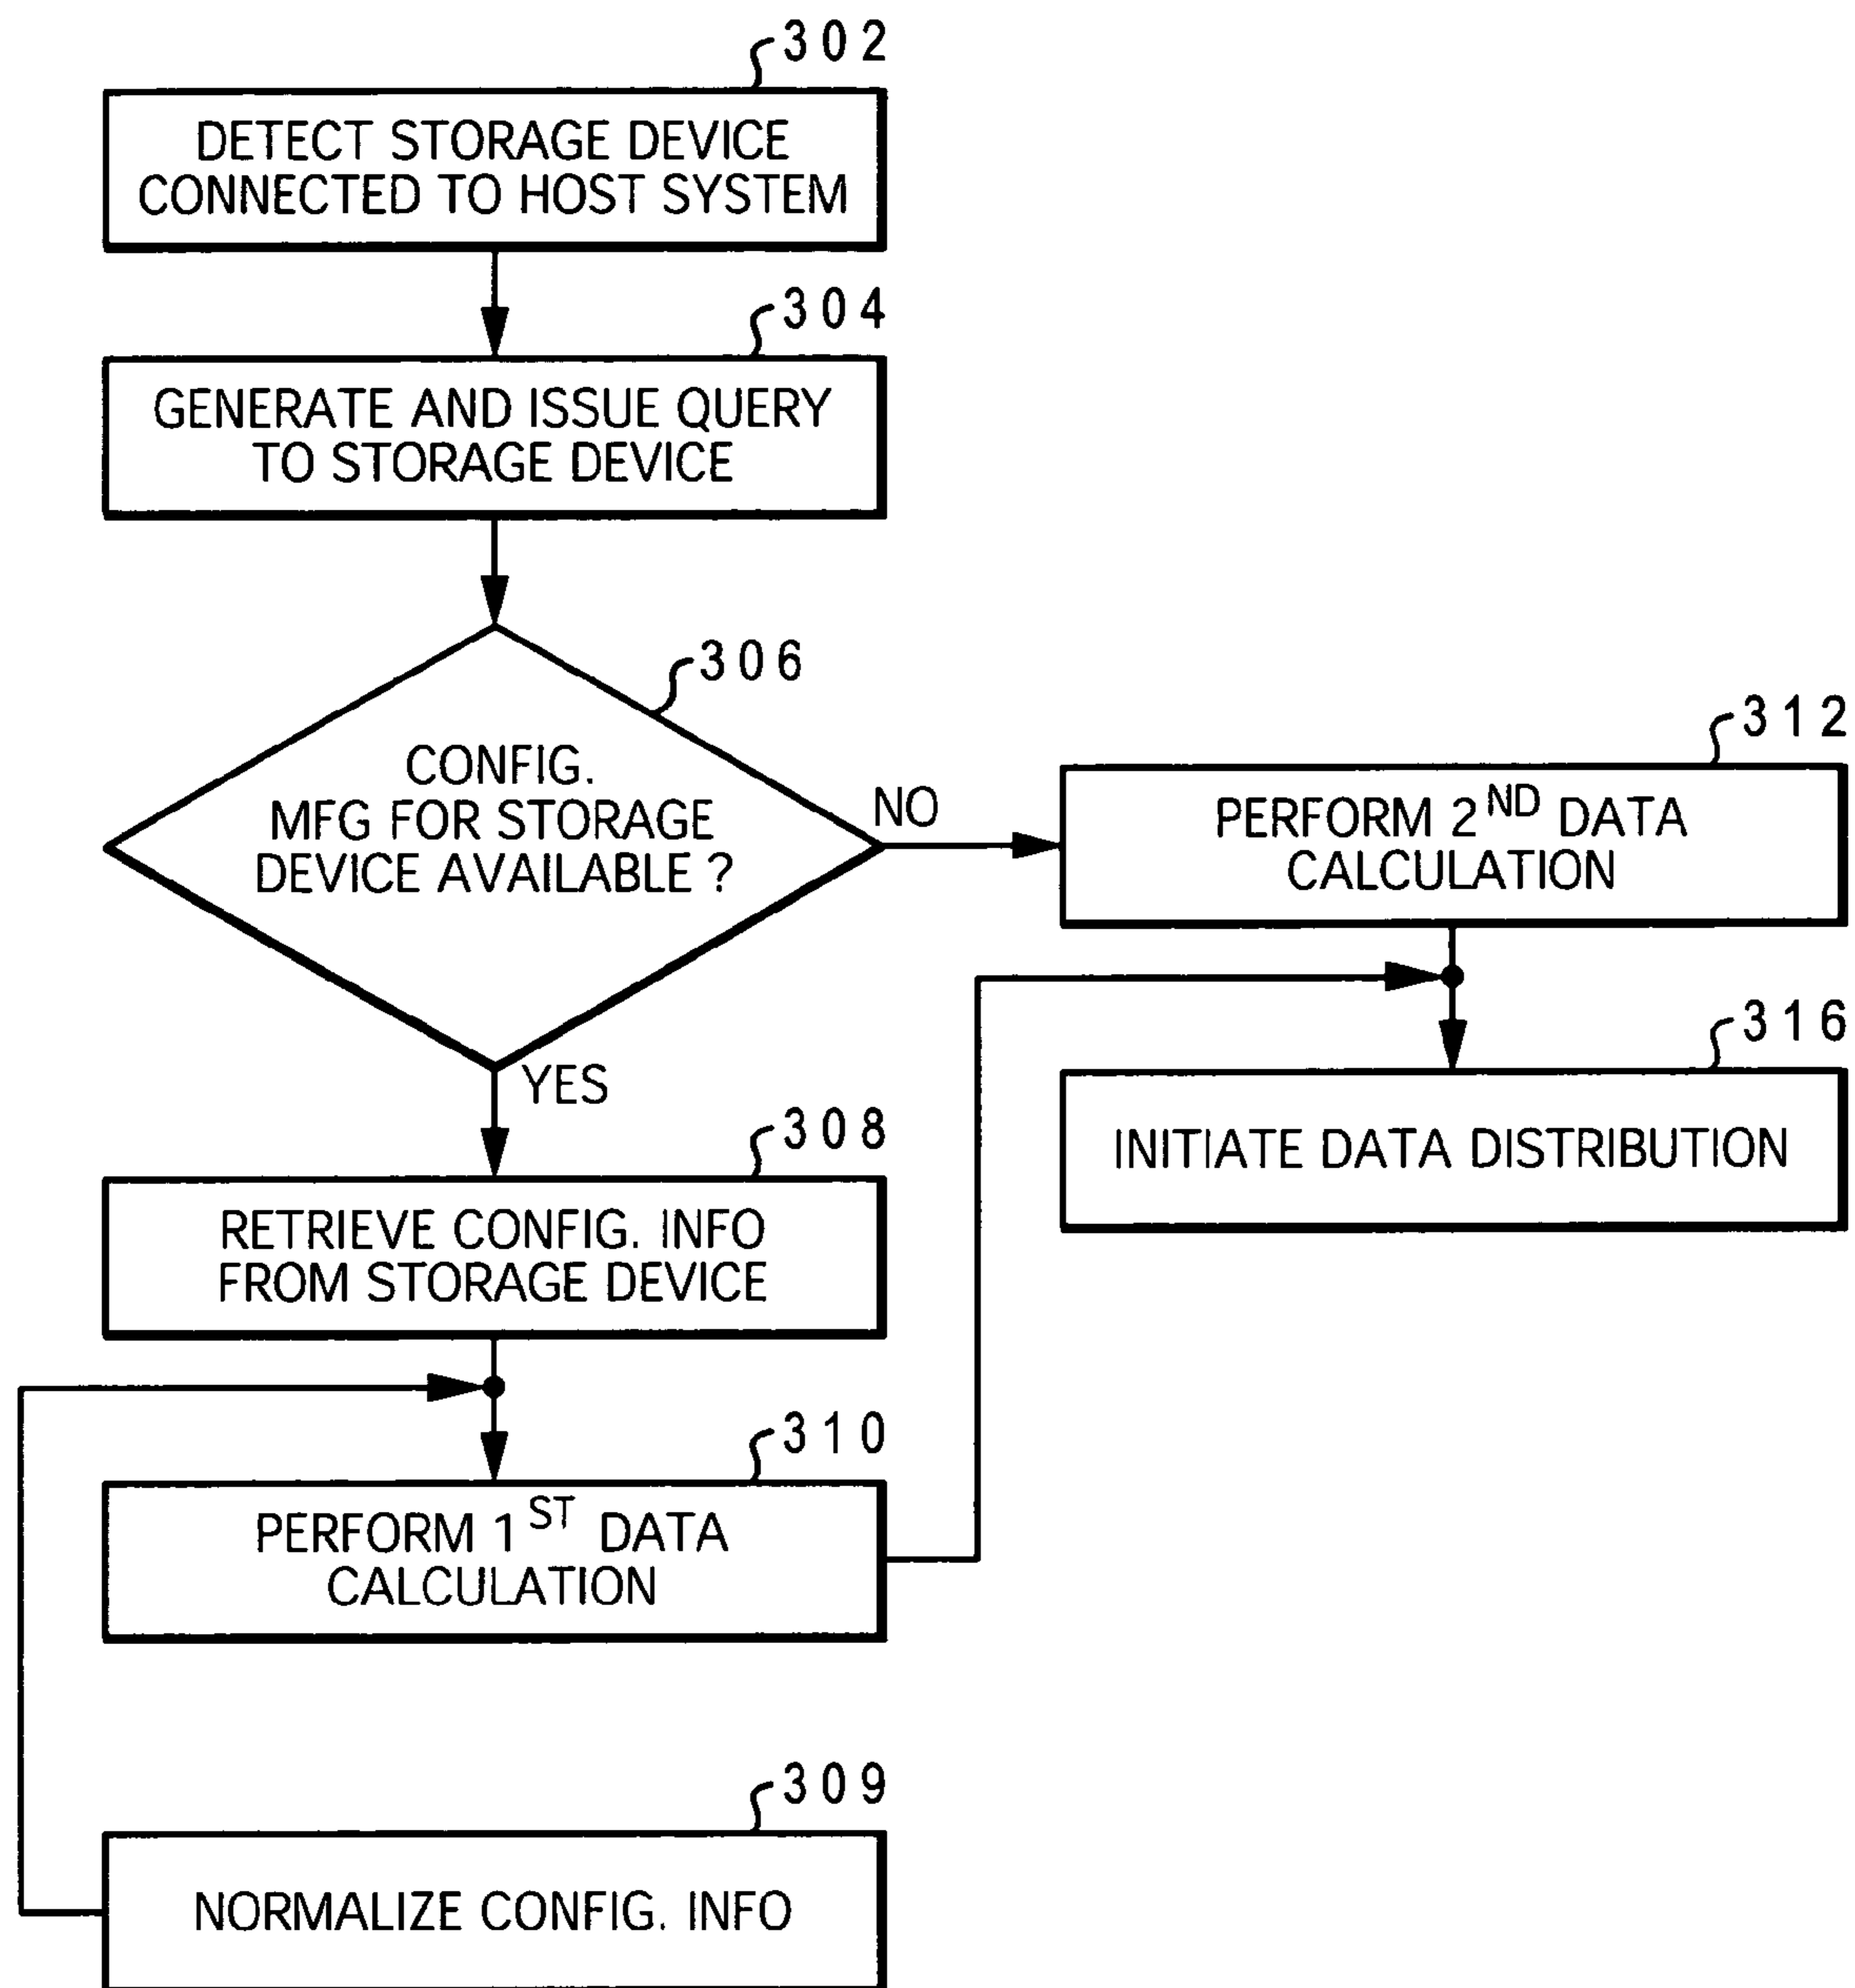 302
DETECT STORAGE DEVICE
CONNECTED TO HOST SYSTEM
304
GENERATE AND ISSUE QUERY
TO STORAGE DEVICE
306
CONFIG.
MFG FOR STORAGE
DEVICE AVAILABLE ?
NO
312
PERFORM 2ND DATA
CALCULATION
316
INITIATE DATA DISTRIBUTION
YES
308
RETRIEVE CONFIG. INFO
FROM STORAGE DEVICE
310
PERFORM 1ST DATA
CALCULATION
309
NORMALIZE CONFIG. INFO